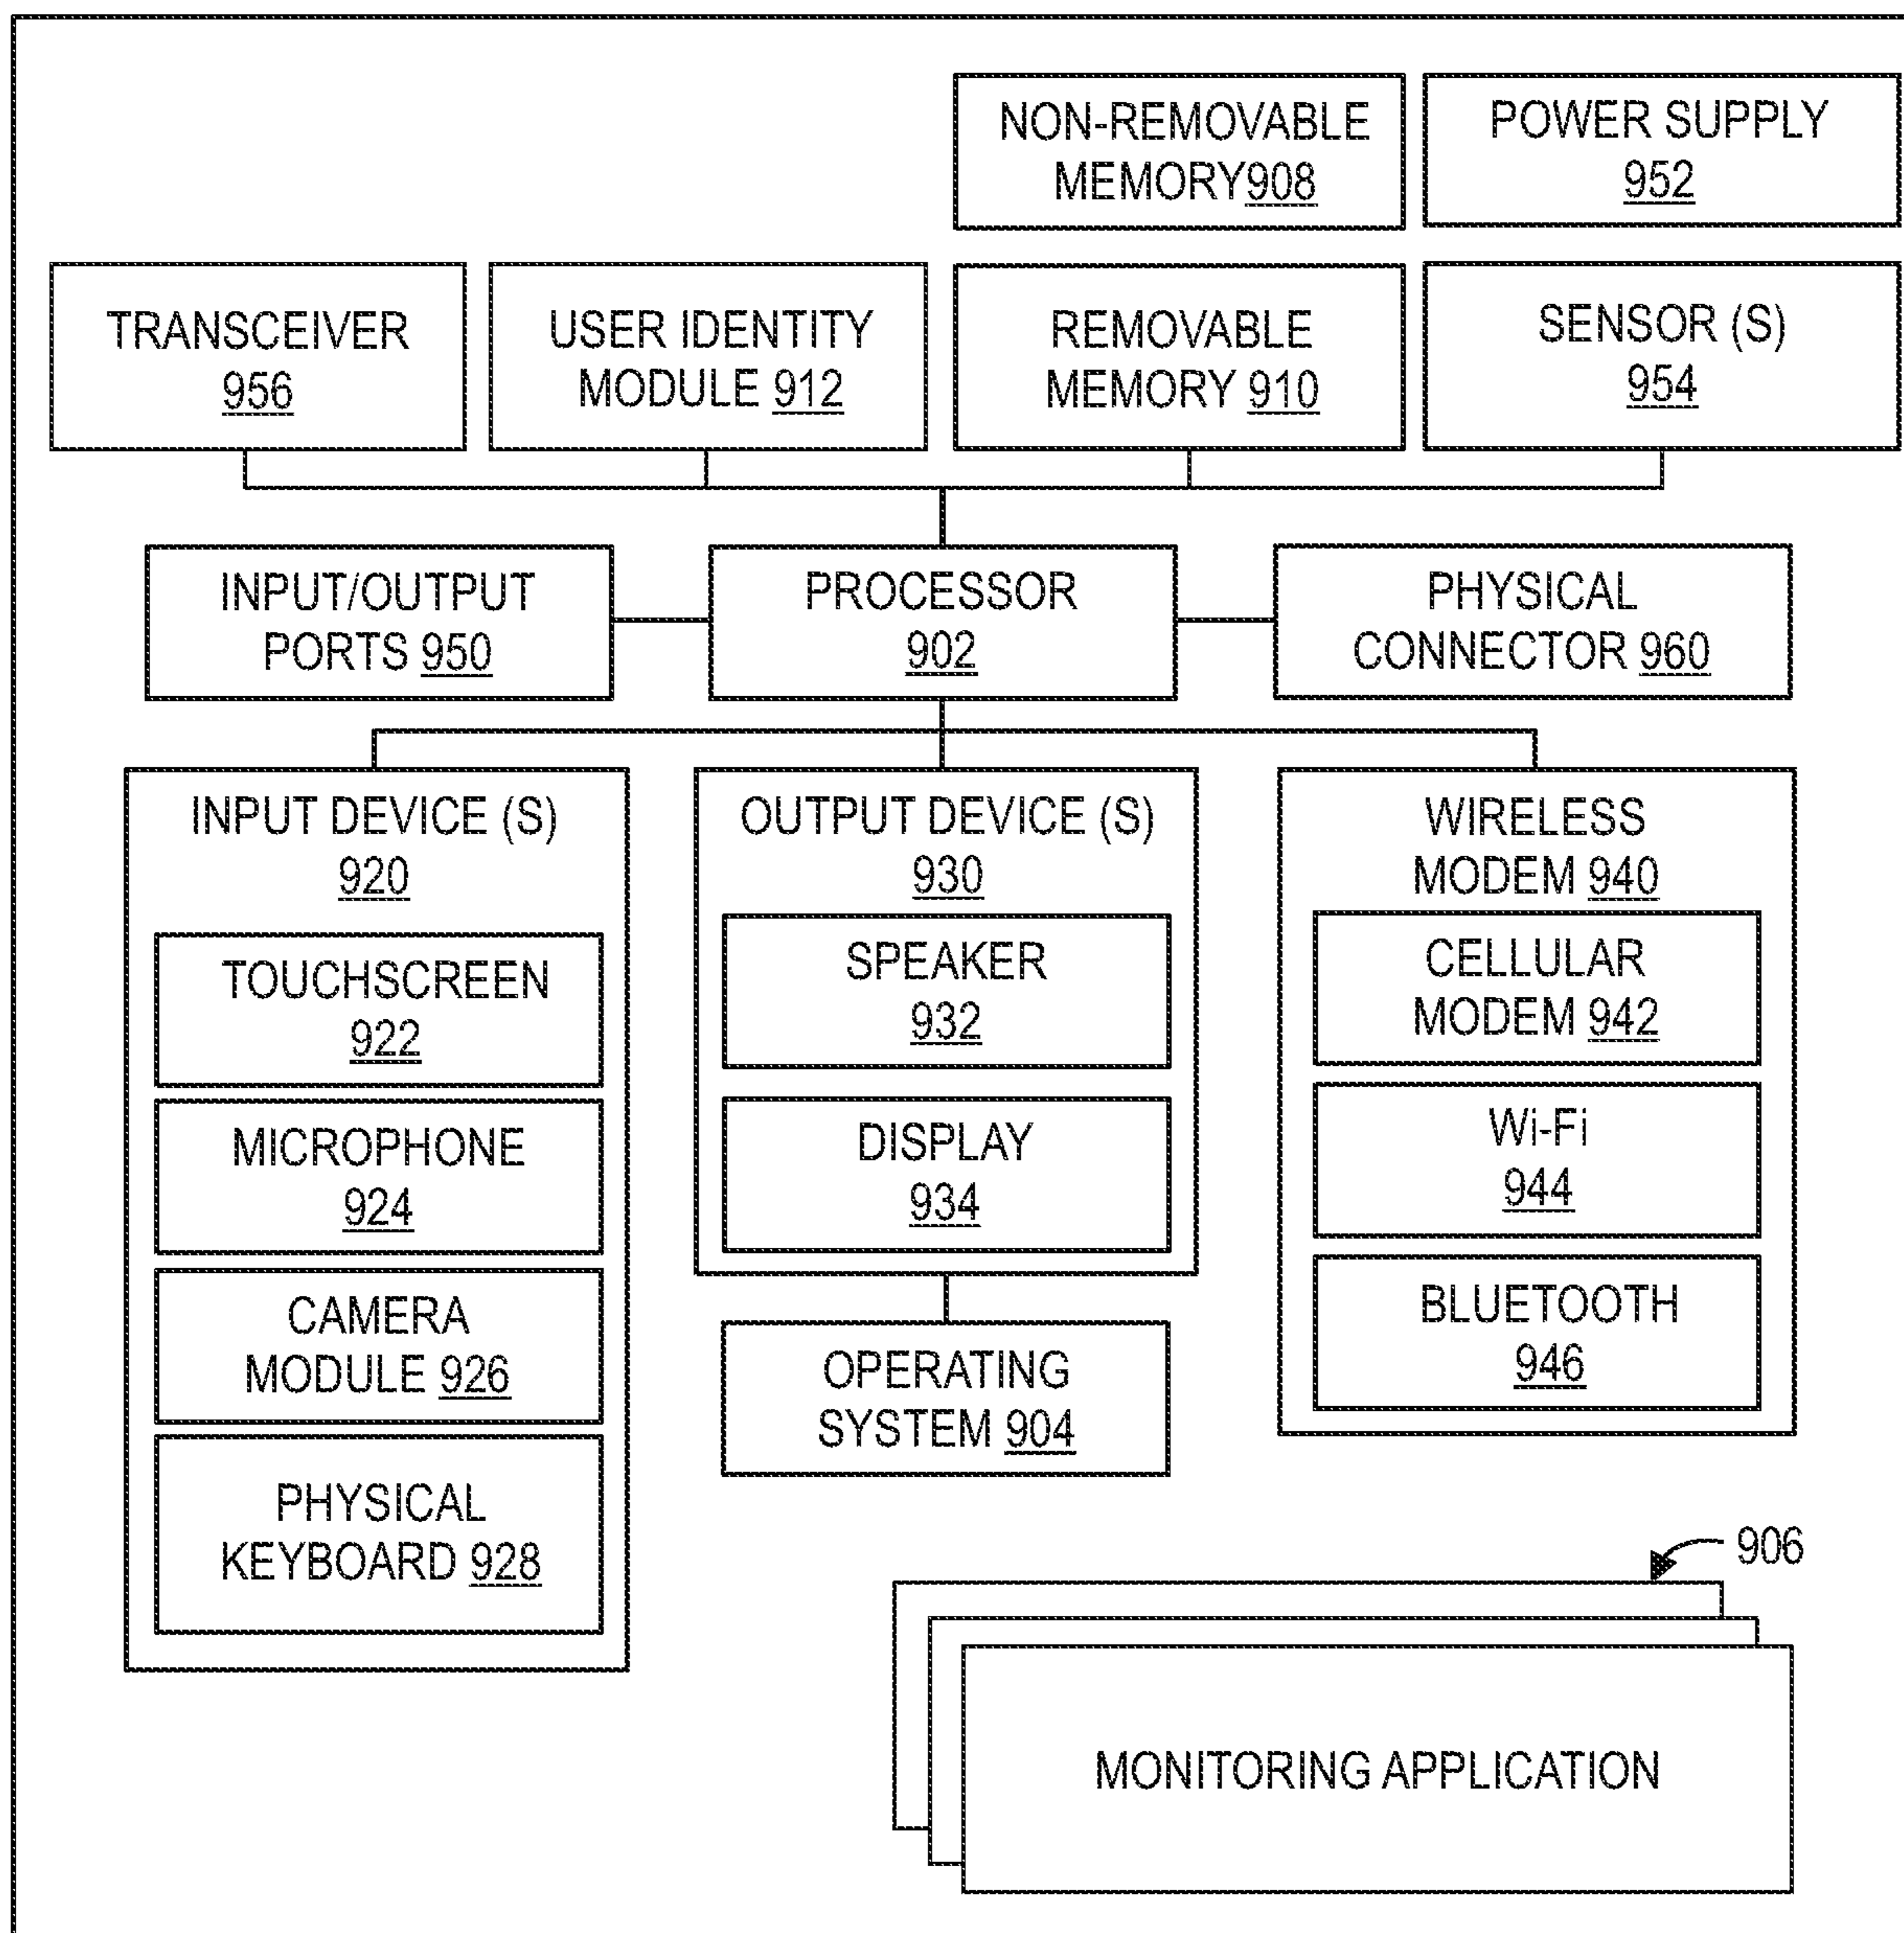 NON-REMOVABLE
MEMORY908
POWER SUPPLY
952
TRANSCEIVER
956
USER IDENTITY
MODULE 912
REMOVABLE
MEMORY 910
SENSOR (S)
954
INPUT/OUTPUT
PORTS 950
PROCESSOR
902
PHYSICAL
CONNECTOR 960
INPUT DEVICE (S)
920
TOUCHSCREEN
922
MICROPHONE
924
CAMERA
MODULE 926
PHYSICAL
KEYBOARD 928
OUTPUT DEVICE (S)
930
SPEAKER
932
DISPLAY
934
OPERATING
SYSTEM 904
WIRELESS
MODEM 940
CELLULAR
MODEM 942
Wi-Fi
944
BLUETOOTH
946
906
MONITORING APPLICATION